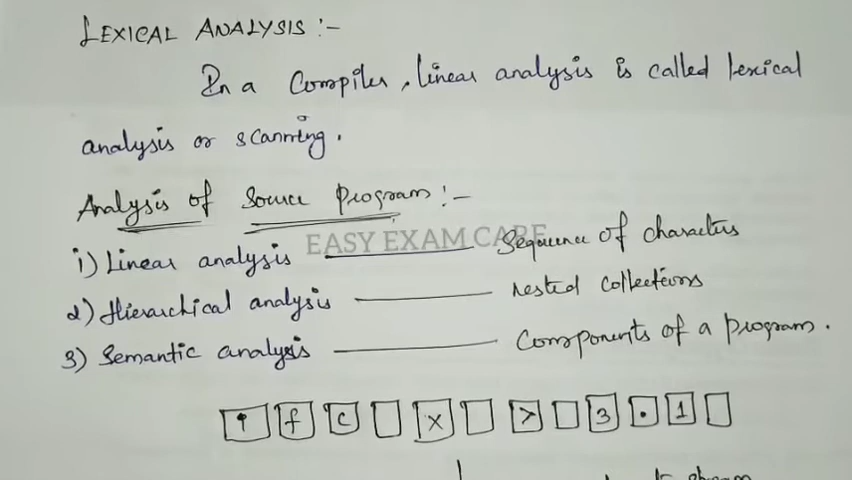 LEXICAL ANALYSIS :-
In a Compiler, linear analysis is called lexical
analysis or scanning.
Analysis of Source Program :-
EASY EXAM CARE
1) Linear analysis — Sequence of characters
2) Hierarchical analysis — nested collections
3) Semantic analysis — Components of a program.
f C X > 3 . 1